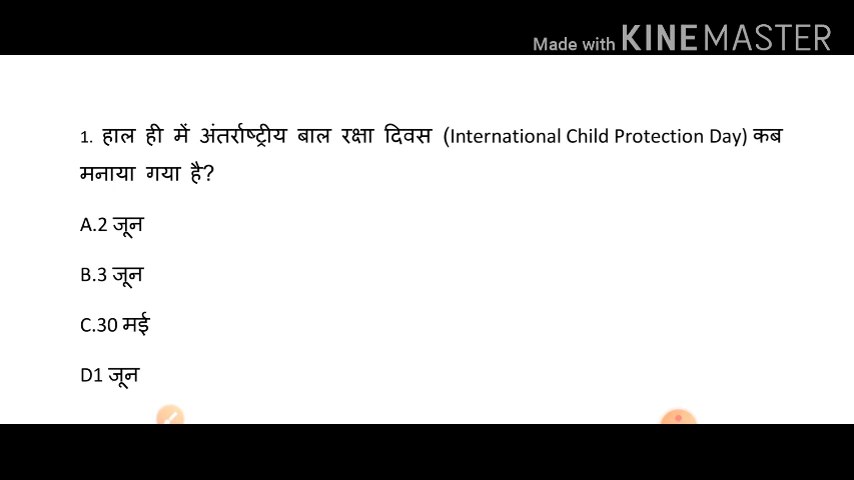 Made with KINEMASTER
1. हाल ही में अंतर्राष्ट्रीय बाल रक्षा दिवस (International Child Protection Day) कब
मनाया गया है?
A.2 जून
B.3 जून
C.30 मई
D1 जून